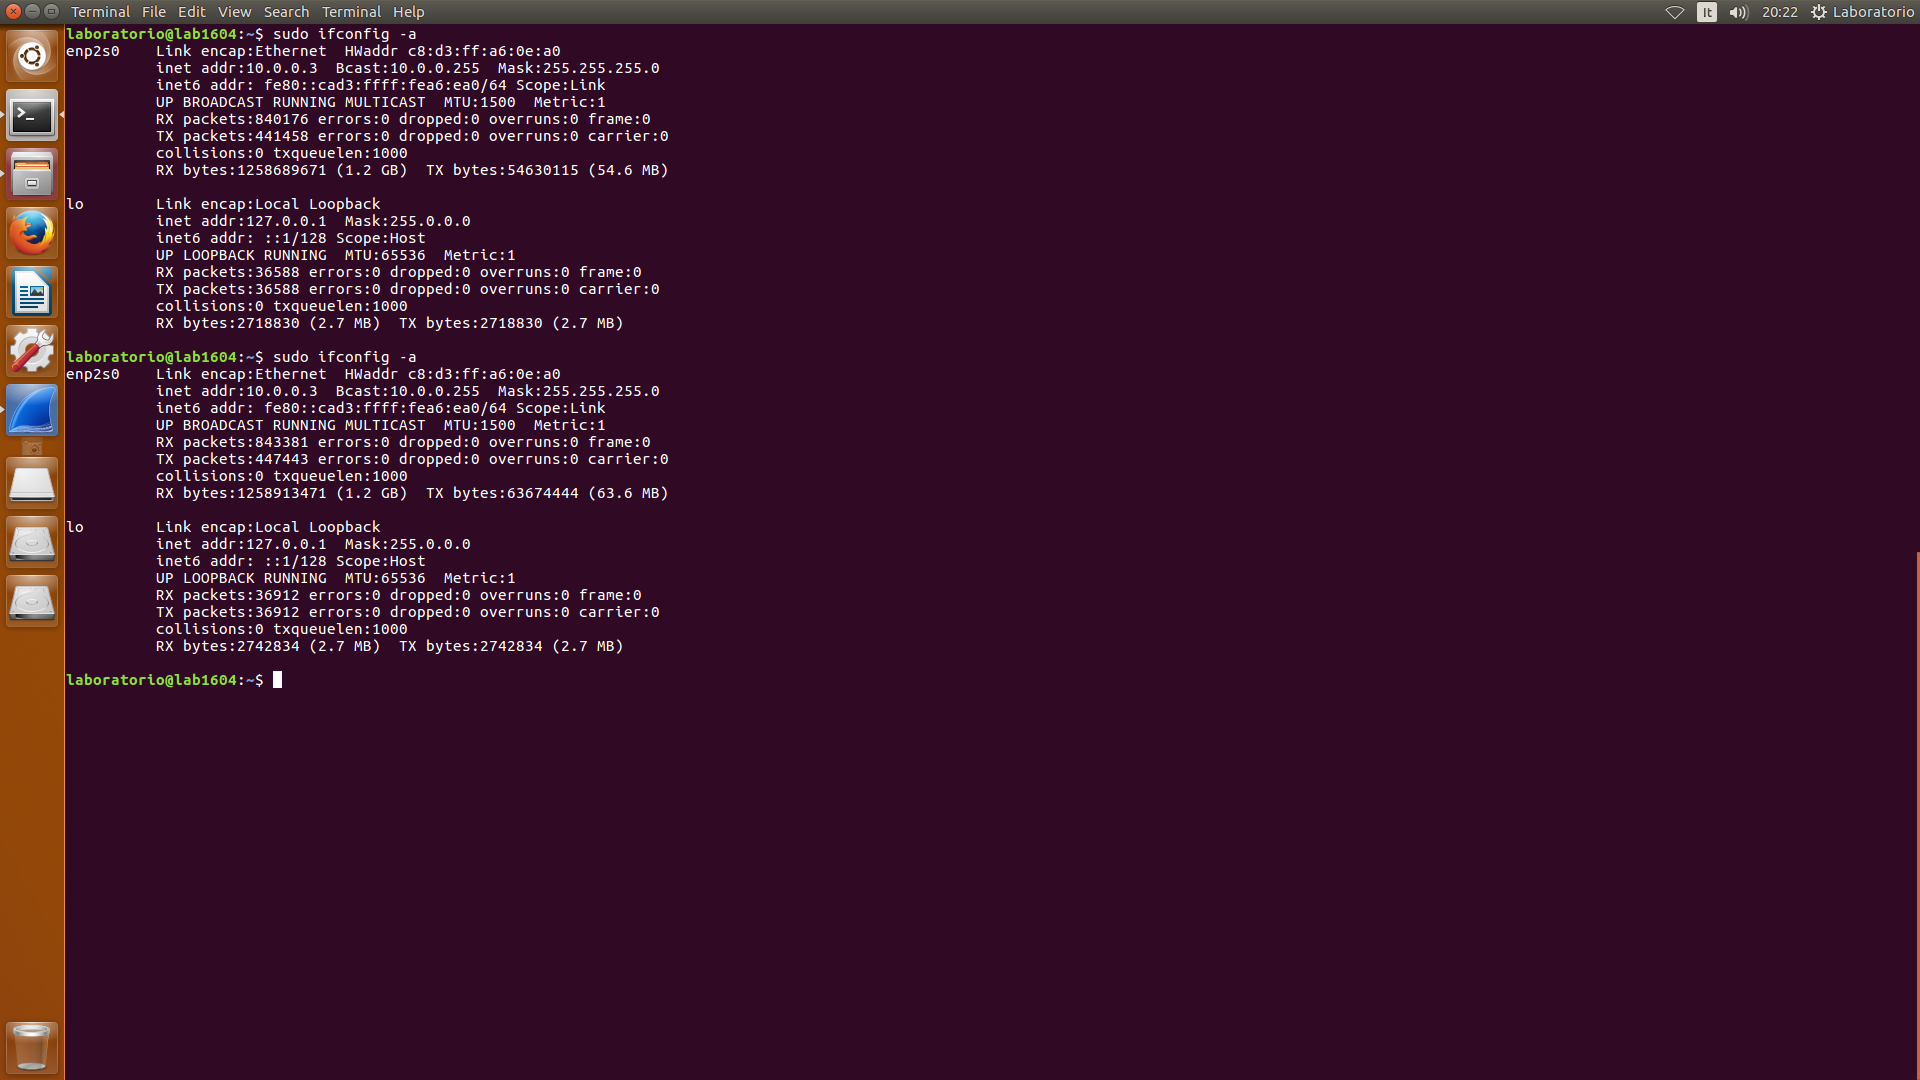 Terminal File Edit View Search Terminal Help It 20:22 Laboratorio
laboratorio@lab1604:~$ sudo ifconfig -a
enp2s0    Link encap:Ethernet  HWaddr c8:d3:ff:a6:0e:a0
          inet addr:10.0.0.3  Bcast:10.0.0.255  Mask:255.255.255.0
          inet6 addr: fe80::cad3:ffff:fea6:ea0/64 Scope:Link
          UP BROADCAST RUNNING MULTICAST  MTU:1500  Metric:1
          RX packets:840176 errors:0 dropped:0 overruns:0 frame:0
          TX packets:441458 errors:0 dropped:0 overruns:0 carrier:0
          collisions:0 txqueuelen:1000
          RX bytes:1258689671 (1.2 GB)  TX bytes:54630115 (54.6 MB)

lo        Link encap:Local Loopback
          inet addr:127.0.0.1  Mask:255.0.0.0
          inet6 addr: ::1/128 Scope:Host
          UP LOOPBACK RUNNING  MTU:65536  Metric:1
          RX packets:36588 errors:0 dropped:0 overruns:0 frame:0
          TX packets:36588 errors:0 dropped:0 overruns:0 carrier:0
          collisions:0 txqueuelen:1000
          RX bytes:2718830 (2.7 MB)  TX bytes:2718830 (2.7 MB)

laboratorio@lab1604:~$ sudo ifconfig -a
enp2s0    Link encap:Ethernet  HWaddr c8:d3:ff:a6:0e:a0
          inet addr:10.0.0.3  Bcast:10.0.0.255  Mask:255.255.255.0
          inet6 addr: fe80::cad3:ffff:fea6:ea0/64 Scope:Link
          UP BROADCAST RUNNING MULTICAST  MTU:1500  Metric:1
          RX packets:843381 errors:0 dropped:0 overruns:0 frame:0
          TX packets:447443 errors:0 dropped:0 overruns:0 carrier:0
          collisions:0 txqueuelen:1000
          RX bytes:1258913471 (1.2 GB)  TX bytes:63674444 (63.6 MB)

lo        Link encap:Local Loopback
          inet addr:127.0.0.1  Mask:255.0.0.0
          inet6 addr: ::1/128 Scope:Host
          UP LOOPBACK RUNNING  MTU:65536  Metric:1
          RX packets:36912 errors:0 dropped:0 overruns:0 frame:0
          TX packets:36912 errors:0 dropped:0 overruns:0 carrier:0
          collisions:0 txqueuelen:1000
          RX bytes:2742834 (2.7 MB)  TX bytes:2742834 (2.7 MB)

laboratorio@lab1604:~$